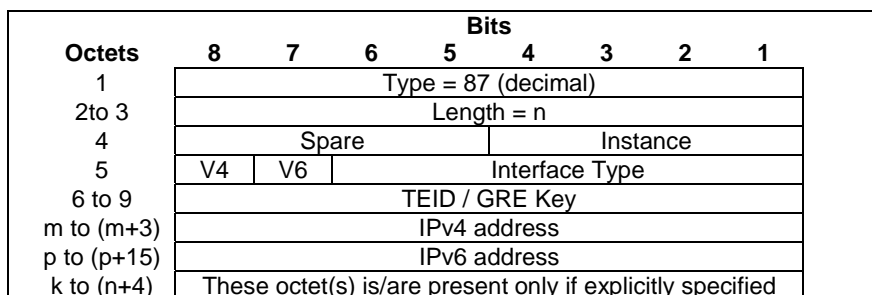 Bits
Octets 8 7 6 5 4 3 2 1
1 Type = 87 (decimal)
2to 3 Length = n
4 Spare Instance
5 V4 V6 Interface Type
6 to 9 TEID / GRE Key
m to (m+3) IPv4 address
p to (p+15) IPv6 address
k to (n+4) These octet(s) is/are present only if explicitly specified